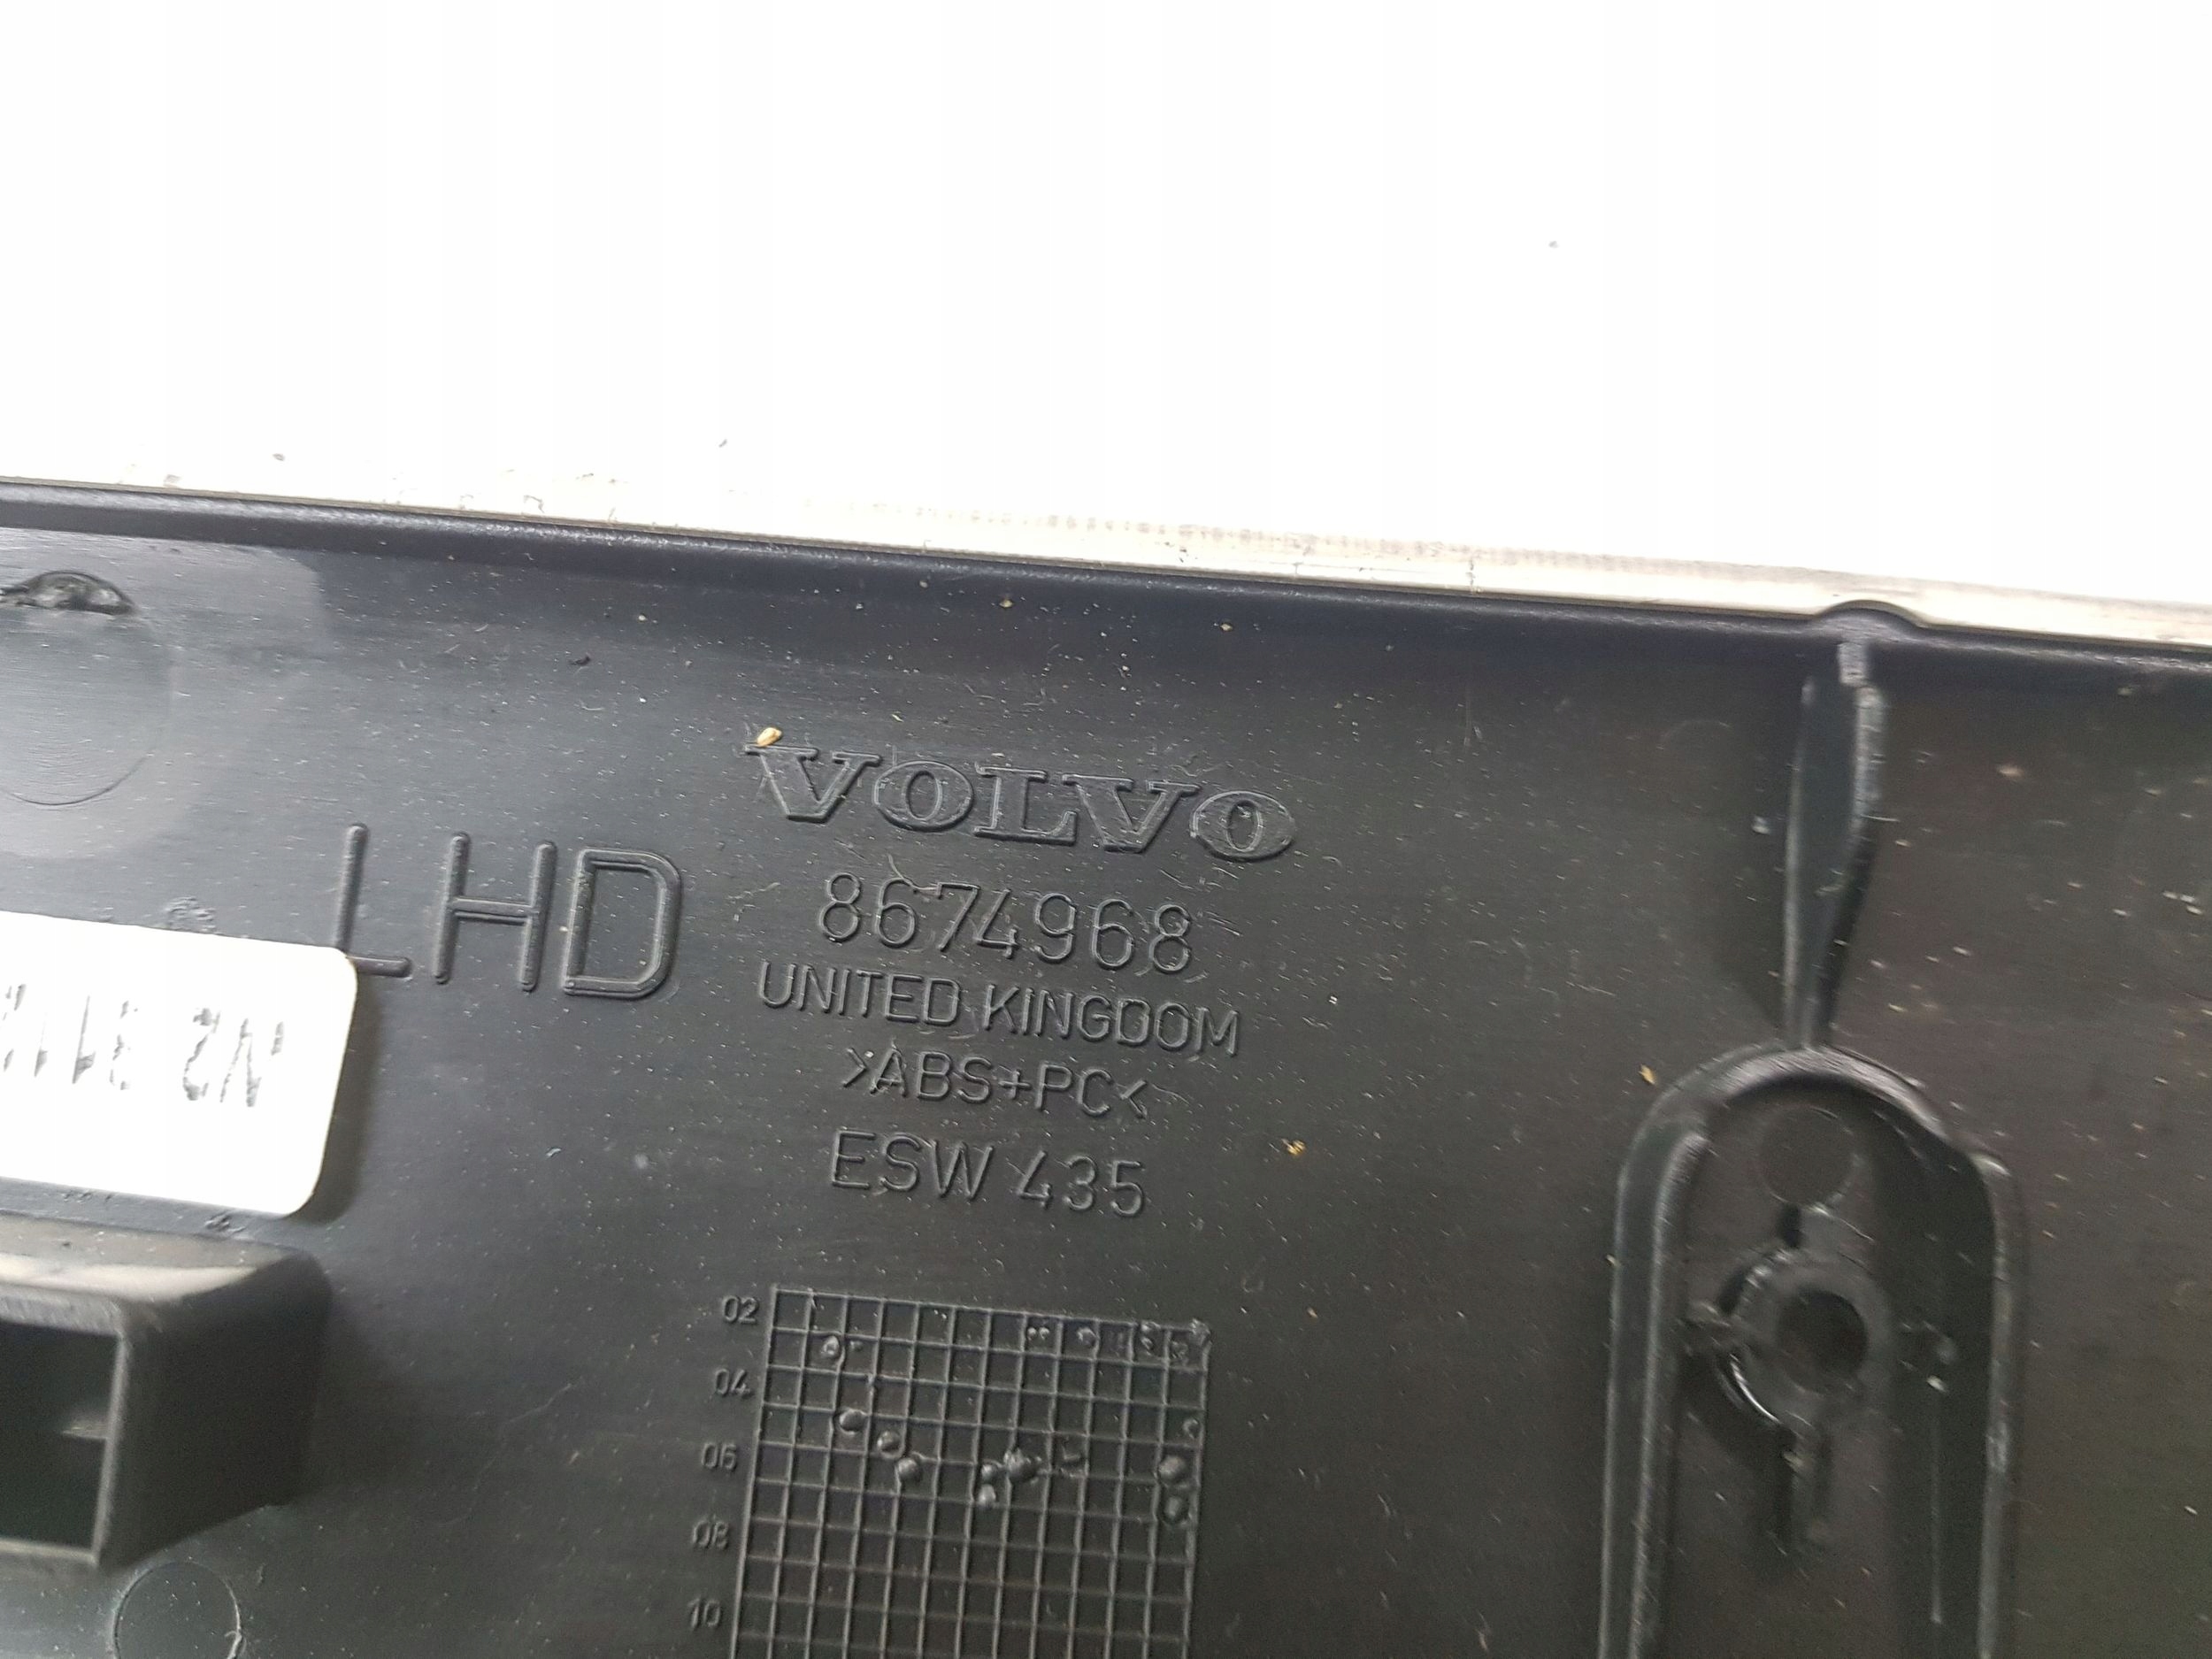 VOLVO
LHD
8674968
UNITED KINGDOM
>ABS+PC<
ESW 435
02
04
06
08
10